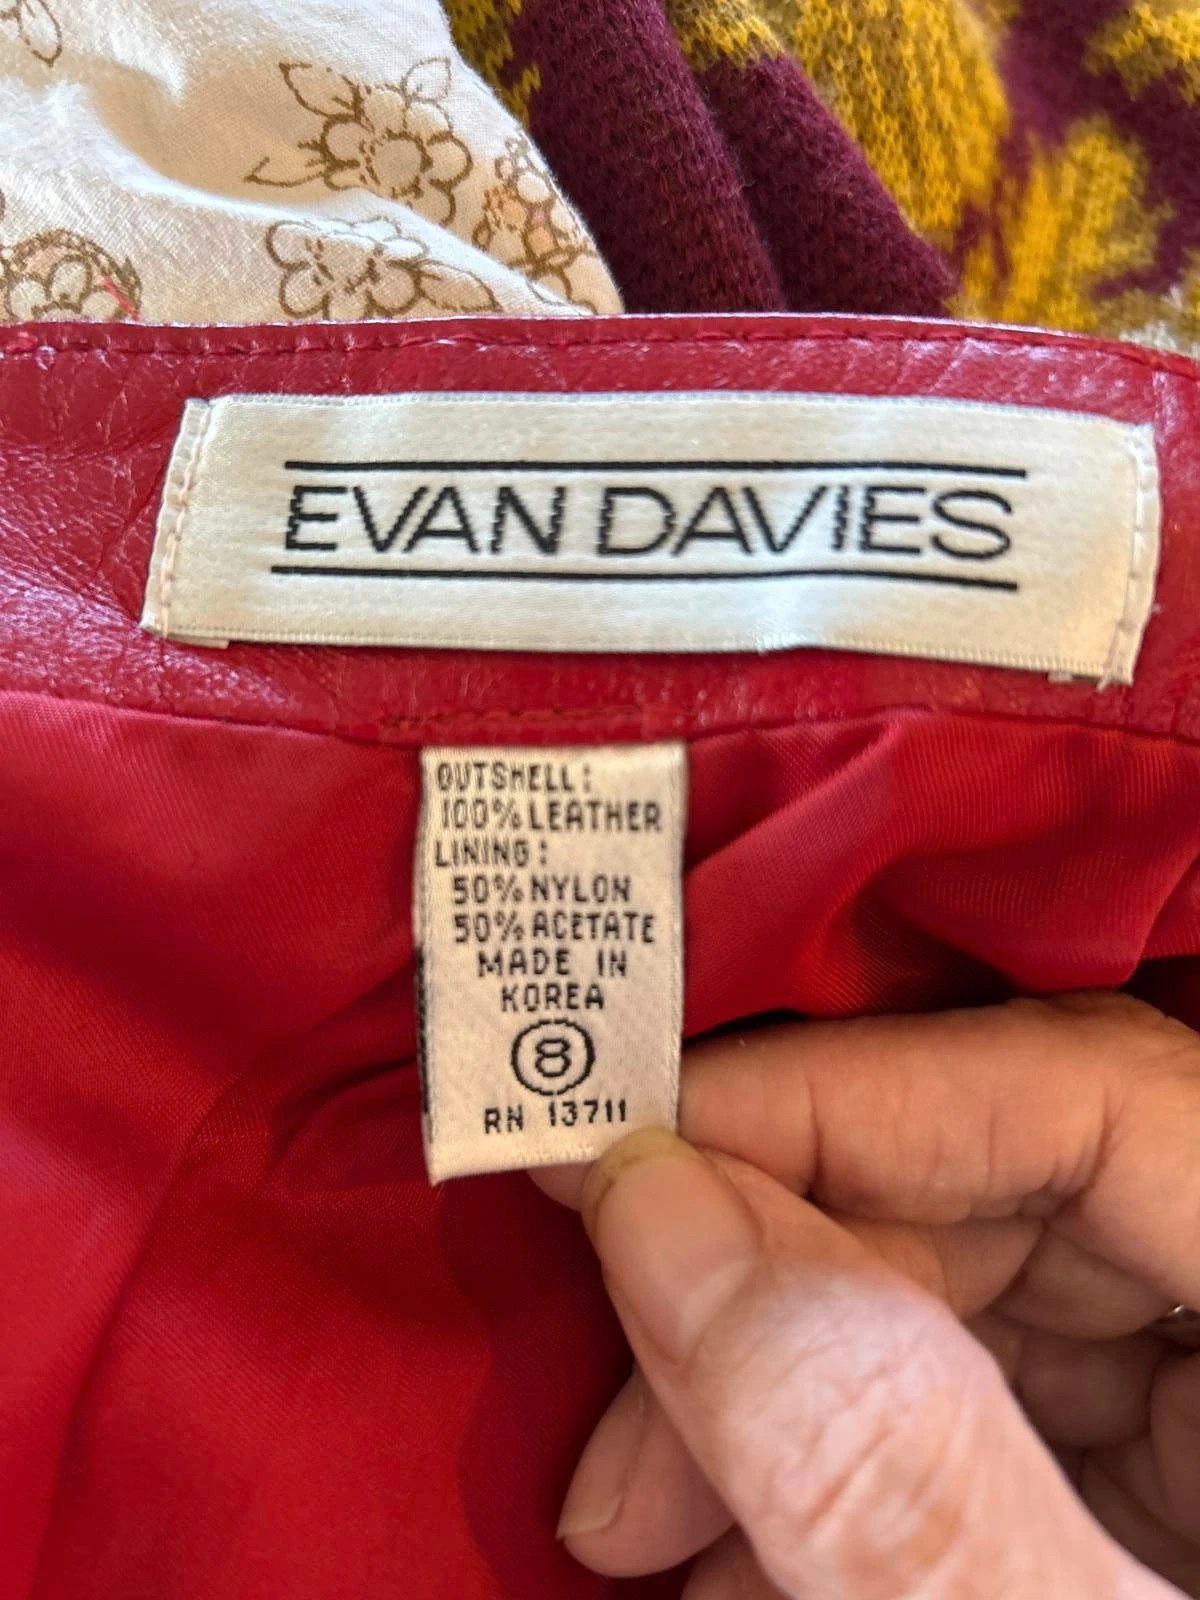 EVAN DAVIES
OUTSHELL:
100% LEATHER
LINING:
50% NYLON
50% ACETATE
MADE IN
KOREA
8
RN 13711